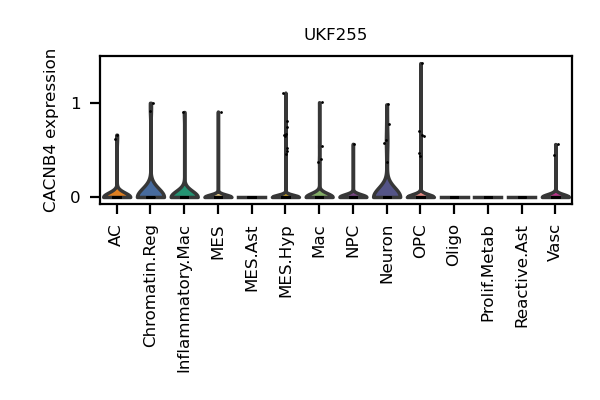 UKF255
CACNB4 expression
1
0
AC
Chromatin.Reg
Inflammatory.Mac
MES
MES.Ast
MES.Hyp
Mac
NPC
Neuron
OPC
Oligo
Prolif.Metab
Reactive.Ast
Vasc